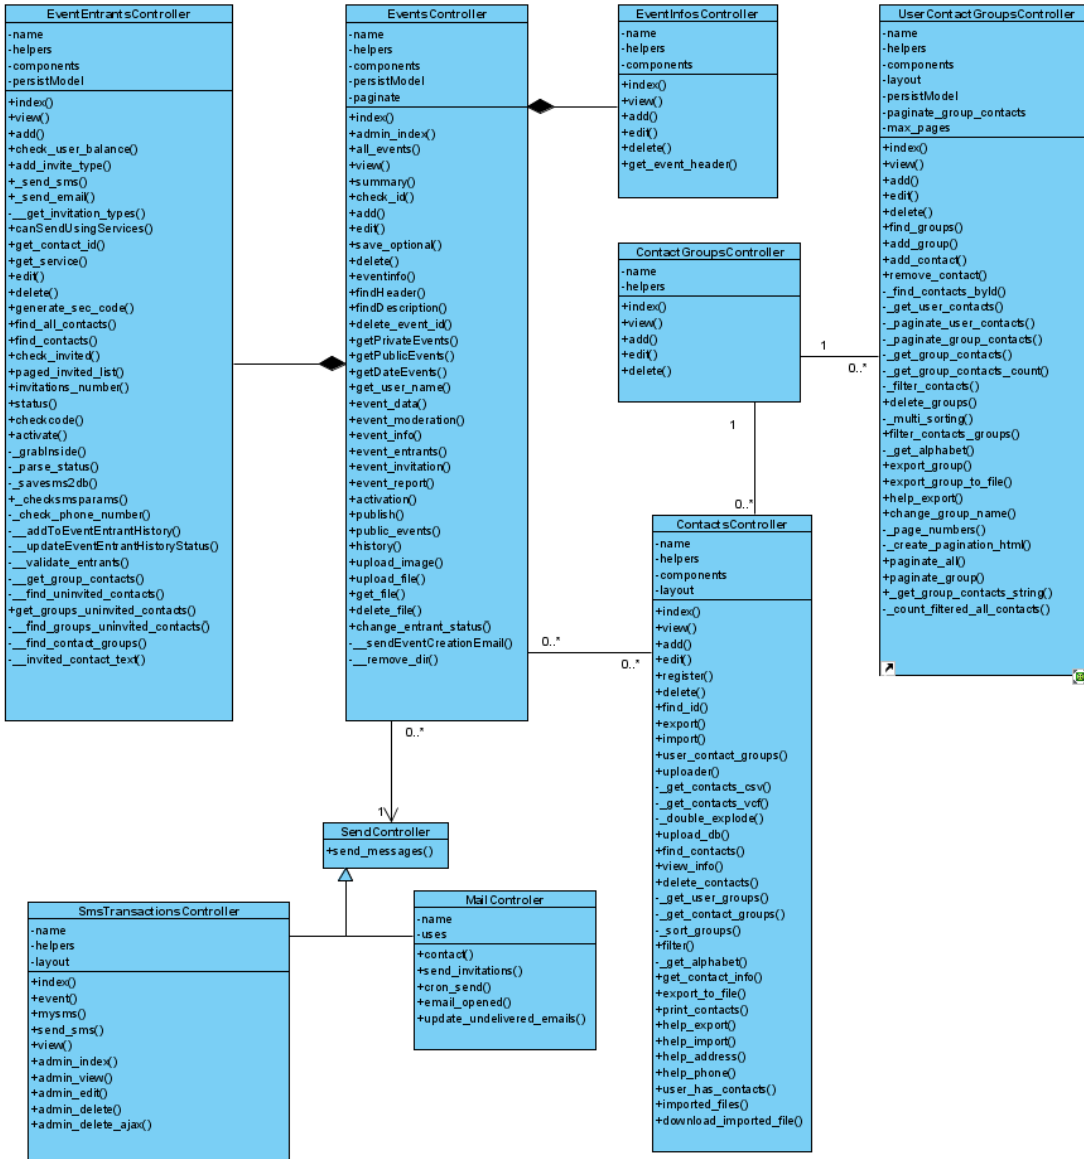 EventEntrantsController
-name
-helpers
-components
-persistModel
+index()
+view()
+add()
+check_user_balance()
+add_invite_type()
+_send_sms()
+_send_email()
-__get_invitation_types()
+canSendUsingServices()
+get_contact_id()
+get_service()
+edit()
+delete()
+generate_sec_code()
+find_all_contacts()
+find_contacts()
+check_invited()
+paged_invited_list()
+invitations_number()
+status()
+checkcode()
+activate()
-_grabInside()
-_parse_status()
-_savesms2db()
+_checksmsparams()
-_check_phone_number()
-__addToEventEntrantHistory()
-__updateEventEntrantHistoryStatus()
-__validate_entrants()
-__get_group_contacts()
-__find_uninvited_contacts()
+get_groups_uninvited_contacts()
-__find_groups_uninvited_contacts()
-__find_contact_groups()
-__invited_contact_text()
EventsController
-name
-helpers
-components
-persistModel
-paginate
+index()
+admin_index()
+all_events()
+view()
+summary()
+check_id()
+add()
+edit()
+save_optional()
+delete()
+eventinfo()
+findHeader()
+findDescription()
+delete_event_id()
+getPrivateEvents()
+getPublicEvents()
+getDateEvents()
+get_user_name()
+event_data()
+event_moderation()
+event_info()
+event_entrants()
+event_invitation()
+event_report()
+activation()
+publish()
+public_events()
+history()
+upload_image()
+upload_file()
+get_file()
+delete_file()
+change_entrant_status()
-__sendEventCreationEmail()
-__remove_dir()
EventInfosController
-name
-helpers
-components
+index()
+view()
+add()
+edit()
+delete()
+get_event_header()
UserContactGroupsController
-name
-helpers
-components
-layout
-persistModel
-paginate_group_contacts
-max_pages
+index()
+view()
+add()
+edit()
+delete()
+find_groups()
+add_group()
+add_contact()
+remove_contact()
-_find_contacts_byId()
-_get_user_contacts()
-_paginate_user_contacts()
-_paginate_group_contacts()
-_get_group_contacts()
-_get_group_contacts_count()
-_filter_contacts()
+delete_groups()
-_multi_sorting()
+filter_contacts_groups()
-_get_alphabet()
+export_group()
+export_group_to_file()
+help_export()
+change_group_name()
-_page_numbers()
-_create_pagination_html()
+paginate_all()
+paginate_group()
+_get_group_contacts_string()
-_count_filtered_all_contacts()
ContactGroupsController
-name
-helpers
+index()
+view()
+add()
+edit()
+delete()
1
0..*
1
0..*
ContactsController
-name
-helpers
-components
-layout
+index()
+view()
+add()
+edit()
+register()
+delete()
+find_id()
+export()
+import()
+user_contact_groups()
+uploader()
-_get_contacts_csv()
-_get_contacts_vcf()
-_double_explode()
+upload_db()
+find_contacts()
+view_info()
+delete_contacts()
-_get_user_groups()
-_get_contact_groups()
-_sort_groups()
+filter()
-_get_alphabet()
+get_contact_info()
+export_to_file()
+print_contacts()
+help_export()
+help_import()
+help_address()
+help_phone()
+user_has_contacts()
+imported_files()
+download_imported_file()
0..*
0..*
0..*
1
SendController
+send_messages()
SmsTransactionsController
-name
-helpers
-layout
+index()
+event()
+mysms()
+send_sms()
+view()
+admin_index()
+admin_view()
+admin_edit()
+admin_delete()
+admin_delete_ajax()
MailControler
-name
-uses
+contact()
+send_invitations()
+cron_send()
+email_opened()
+update_undelivered_emails()